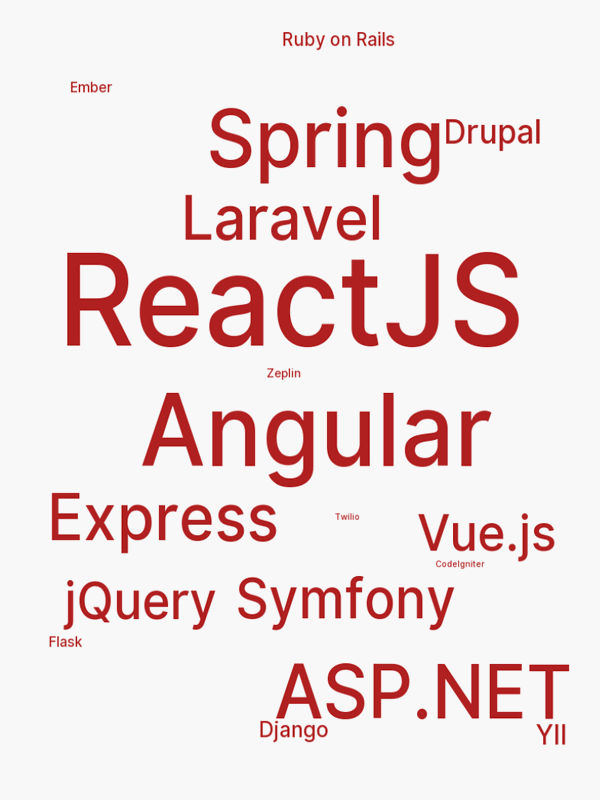 Ruby on Rails
Ember
Spring
Drupal
Laravel
ReactJS
Zeplin
Angular
Express
Twilio
Vue.js
CodeIgniter
jQuery
Symfony
Flask
ASP.NET
Django
YII